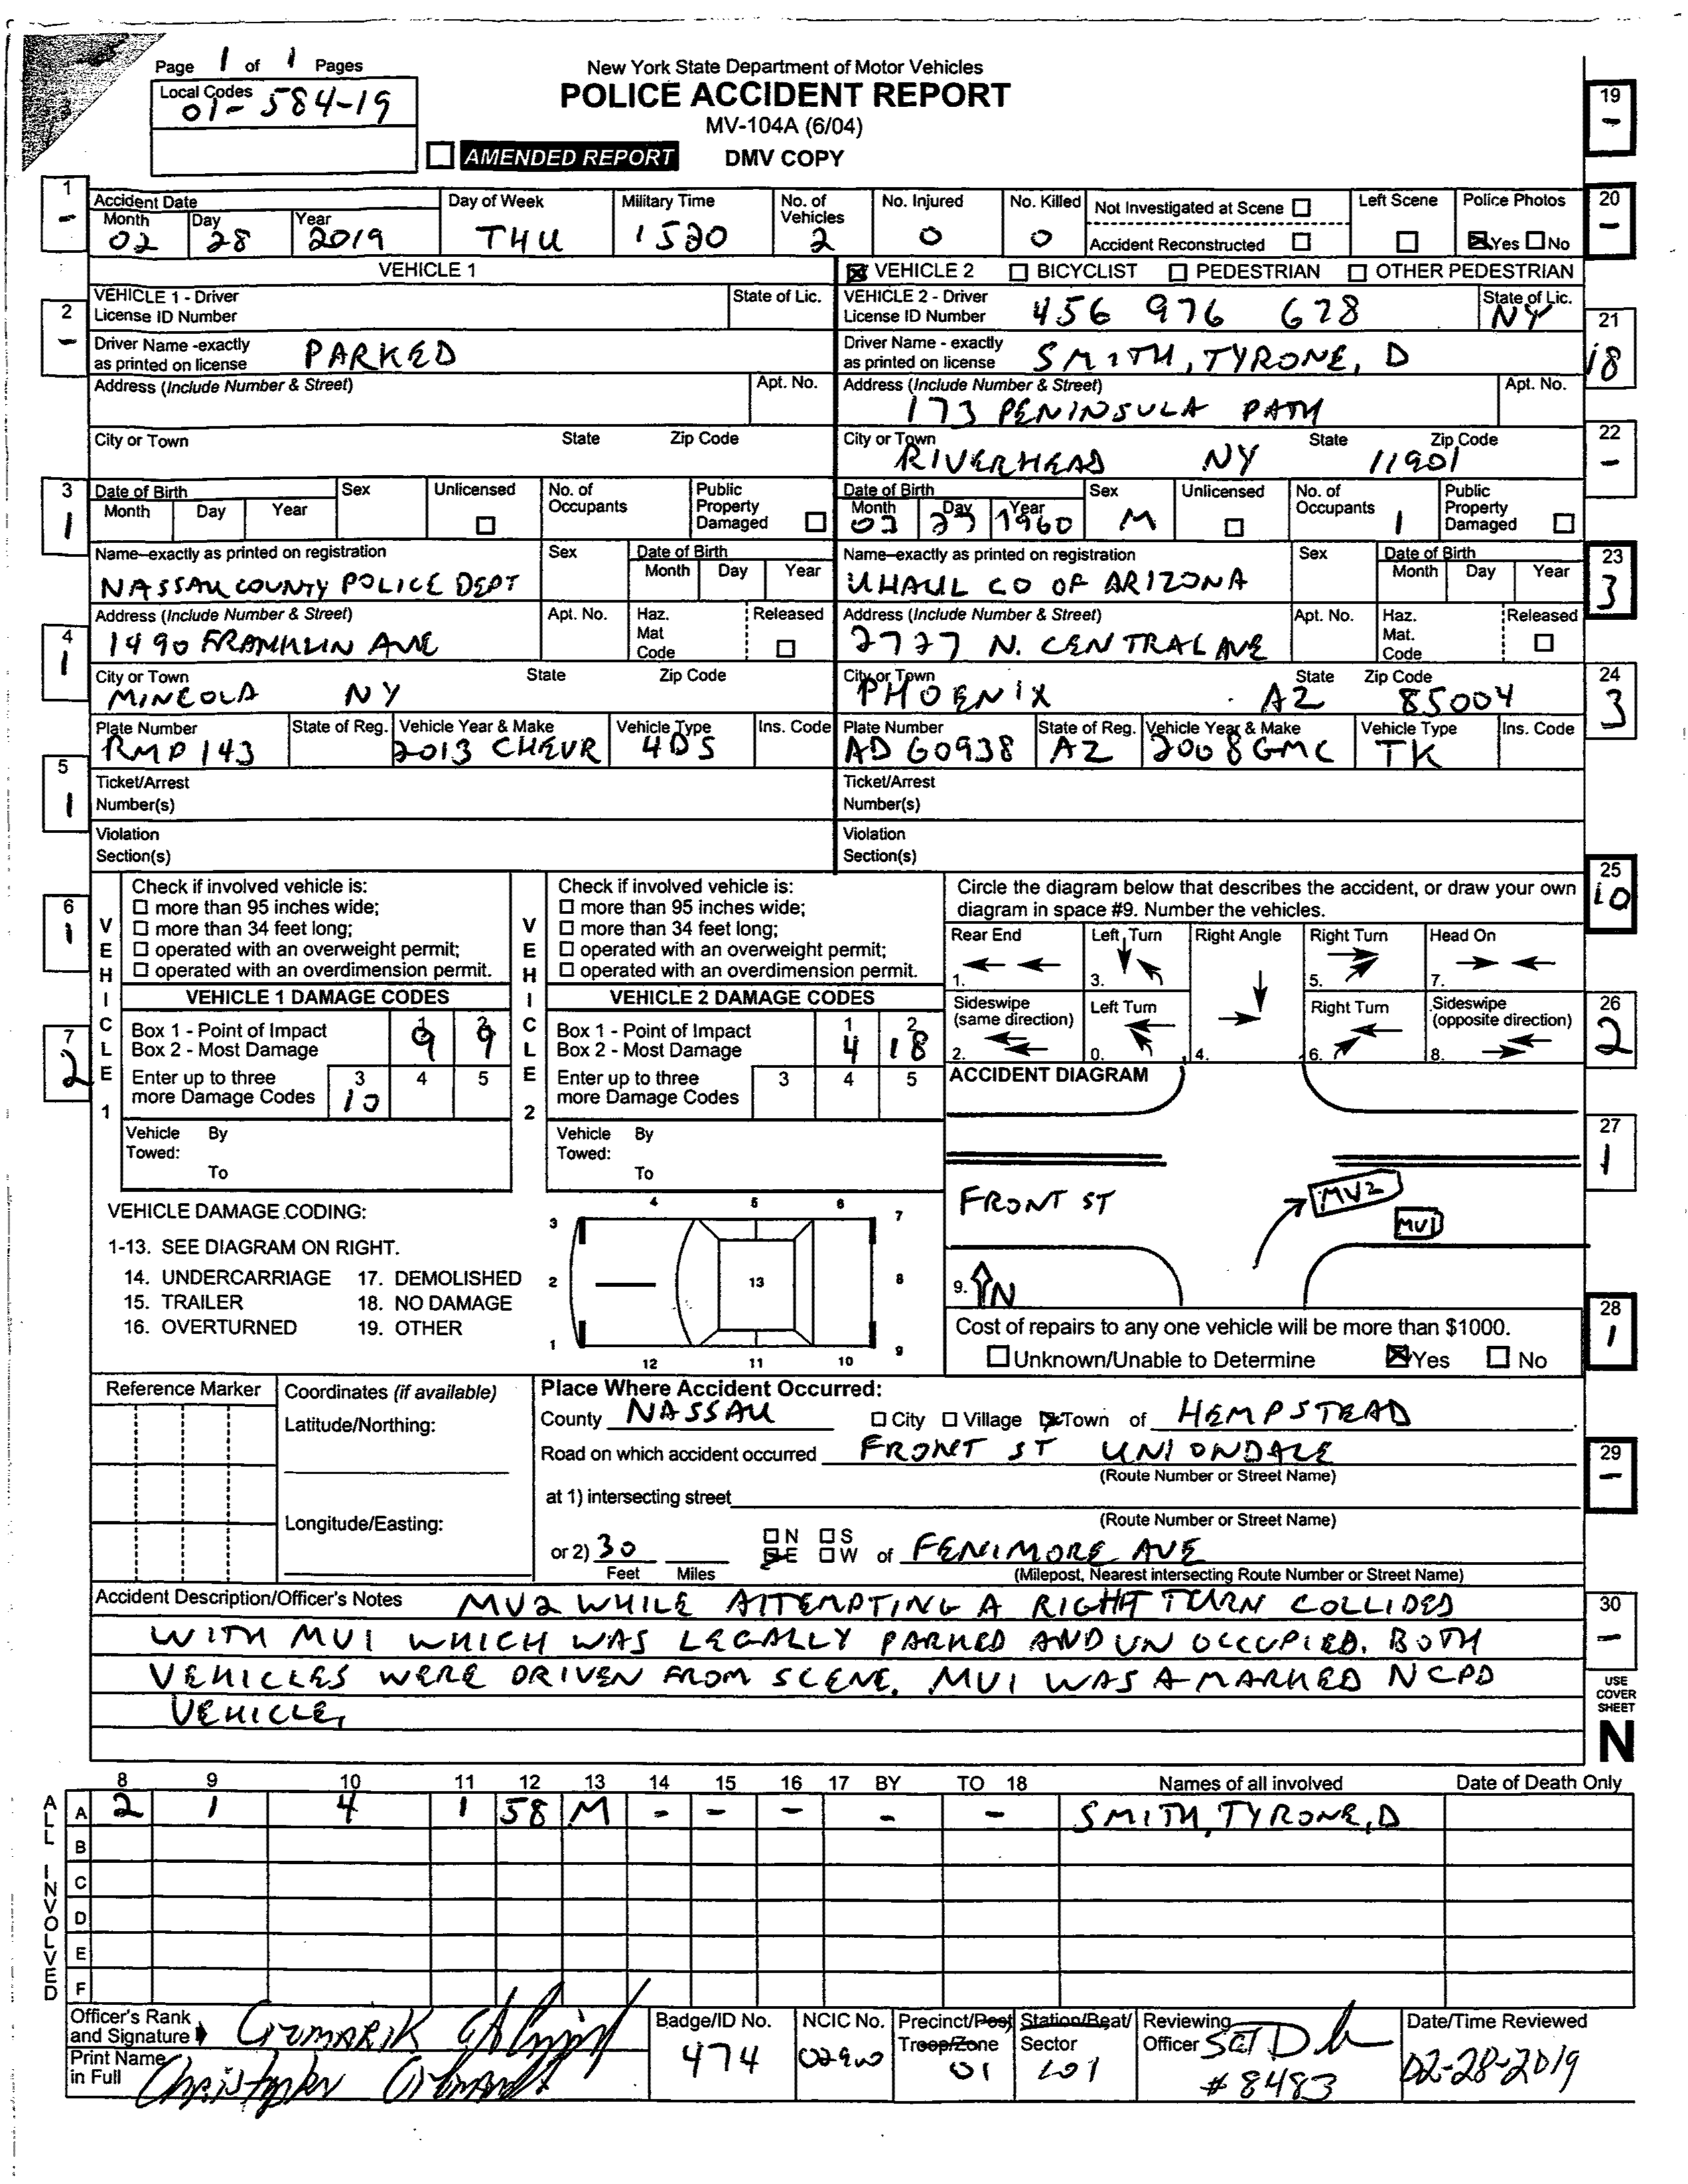 Page 1 of 1 Pages
New York State Department of Motor Vehicles
Local Codes
01-584-19
POLICE ACCIDENT REPORT
MV-104A (6/04)
AMENDED REPORT DMV COPY
19 -
1 -
Accident Date
Month Day Year
02 28 2019
Day of Week
THU
Military Time
1520
No. of Vehicles
2
No. Injured
0
No. Killed
0
Not Investigated at Scene
Accident Reconstructed
Left Scene
Police Photos
Yes No
20 -
VEHICLE 1
VEHICLE 2 BICYCLIST PEDESTRIAN OTHER PEDESTRIAN
2 -
VEHICLE 1 - Driver License ID Number
State of Lic.
VEHICLE 2 - Driver License ID Number
456 976 678
State of Lic.
NY
21 18
Driver Name -exactly as printed on license
PARKED
Driver Name - exactly as printed on license
SMITH, TYRONE, D
Address (Include Number & Street) Apt. No.
Address (Include Number & Street) Apt. No.
173 PENINSULA PATH
City or Town State Zip Code
City or Town State Zip Code
RIVERHEAD NY 11901
22 -
3 1
Date of Birth
Month Day Year
Sex
Unlicensed
No. of Occupants
Public Property Damaged
Date of Birth
Month Day Year
1960
Sex
M
Unlicensed
No. of Occupants
1
Public Property Damaged
Name–exactly as printed on registration
NASSAU COUNTY POLICE DEPT
Sex
Date of Birth
Month Day Year
Name–exactly as printed on registration
UHAUL CO OF ARIZONA
Sex
Date of Birth
Month Day Year
23 3
4 1
Address (Include Number & Street) Apt. No.
1490 FRANKLIN AVE
Haz. Mat Code
Released
Address (Include Number & Street) Apt. No.
2727 N. CENTRAL AVE
Haz. Mat. Code
Released
City or Town State Zip Code
MINEOLA NY
City or Town State Zip Code
PHOENIX AZ 85004
24 3
Plate Number State of Reg. Vehicle Year & Make Vehicle Type Ins. Code
RMP 143 2013 CHEVR 4DS
Plate Number State of Reg. Vehicle Year & Make Vehicle Type Ins. Code
AD60938 AZ 2008 GMC TK
5 1
Ticket/Arrest Number(s)
Ticket/Arrest Number(s)
Violation Section(s)
Violation Section(s)
6 1
VEHICLE 1
Check if involved vehicle is:
more than 95 inches wide;
more than 34 feet long;
operated with an overweight permit;
operated with an overdimension permit.
VEHICLE 1 DAMAGE CODES
Box 1 - Point of Impact
Box 2 - Most Damage
1 2
9 9
Enter up to three more Damage Codes
3 4 5
10
Vehicle Towed: By
To
VEHICLE 2
Check if involved vehicle is:
more than 95 inches wide;
more than 34 feet long;
operated with an overweight permit;
operated with an overdimension permit.
VEHICLE 2 DAMAGE CODES
Box 1 - Point of Impact
Box 2 - Most Damage
1 2
4 18
Enter up to three more Damage Codes
3 4 5
Vehicle Towed: By
To
Circle the diagram below that describes the accident, or draw your own
diagram in space #9. Number the vehicles.
25 10
Rear End Left Turn Right Angle Right Turn Head On
1. 3. 5. 7.
Sideswipe (same direction) Left Turn Right Turn Sideswipe (opposite direction)
2. 0. 4. 6. 8.
26 2
7 2
ACCIDENT DIAGRAM
27 1
FRONT ST
MV2
MV1
9. N
VEHICLE DAMAGE CODING:
1-13. SEE DIAGRAM ON RIGHT.
14. UNDERCARRIAGE 17. DEMOLISHED
15. TRAILER 18. NO DAMAGE
16. OVERTURNED 19. OTHER
4 5 6
3 7
2 13 8
1 9
12 11 10
Cost of repairs to any one vehicle will be more than $1000.
Unknown/Unable to Determine Yes No
28 1
Reference Marker
Coordinates (if available)
Latitude/Northing:
Longitude/Easting:
Place Where Accident Occurred:
County NASSAU City Village Town of HEMPSTEAD
Road on which accident occurred FRONT ST UNIONDALE
(Route Number or Street Name)
29 -
at 1) intersecting street
(Route Number or Street Name)
or 2) 30 N S E W of FENIMORE AVE
Feet Miles (Milepost, Nearest intersecting Route Number or Street Name)
Accident Description/Officer's Notes MV2 WHILE ATTEMPTING A RIGHT TURN COLLIDED
WITH MV1 WHICH WAS LEGALLY PARKED AND UNOCCUPIED. BOTH
VEHICLES WERE DRIVEN FROM SCENE. MV1 WAS A MARKED NCPD
VEHICLE.
30 -
USE COVER SHEET
N
8 9 10 11 12 13 14 15 16 17 BY TO 18 Names of all involved Date of Death Only
ALL INVOLVED
A 2 1 4 1 58 M - - - - - SMITH, TYRONE, D
B
C
D
E
F
Officer's Rank and Signature
Print Name in Full Christopher
Badge/ID No.
474
NCIC No.
02900
Precinct/Post Troop/Zone
01
Station/Beat/ Sector
101
Reviewing Officer SGT
#8483
Date/Time Reviewed
02-28-2019